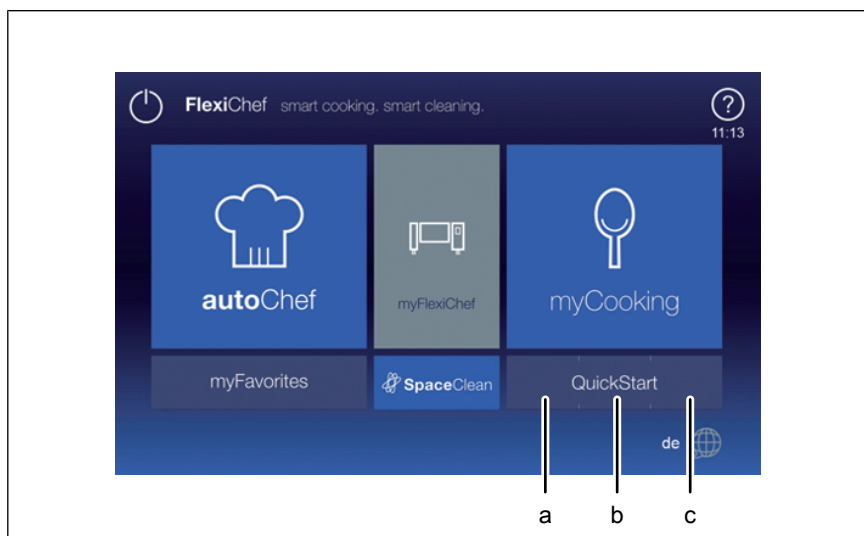 FlexiChef smart cooking. smart cleaning.
?
11:13
autoChef
myFlexiChef
myCooking
myFavorites
SpaceClean
QuickStart
de
a b c